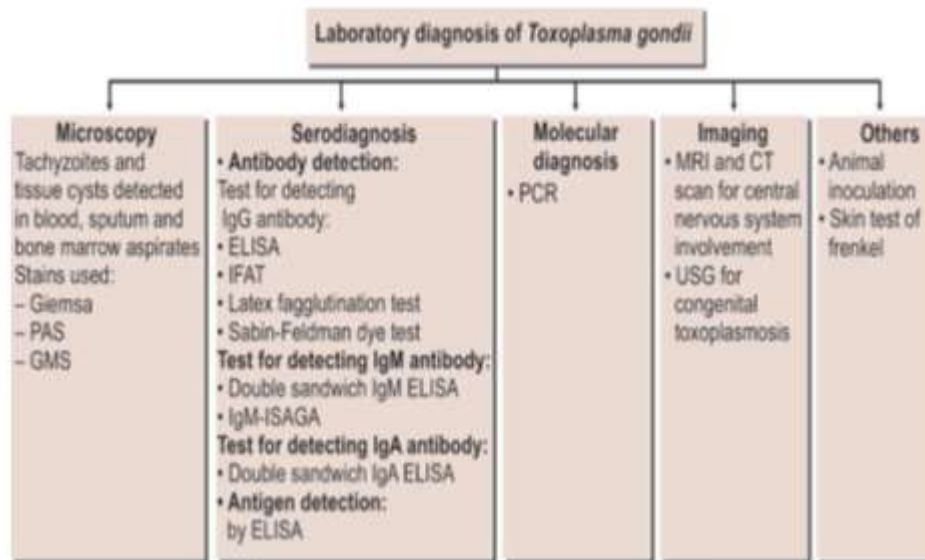 Laboratory diagnosis of Toxoplasma gondii
Microscopy
Tachyzoites and
tissue cysts detected
in blood, sputum and
bone marrow aspirates
Stains used:
– Giemsa
– PAS
– GMS
Serodiagnosis
• Antibody detection:
Test for detecting
IgG antibody:
• ELISA
• IFAT
• Latex fagglutination test
• Sabin-Feldman dye test
Test for detecting IgM antibody:
• Double sandwich IgM ELISA
• IgM-ISAGA
Test for detecting IgA antibody:
• Double sandwich IgA ELISA
• Antigen detection:
by ELISA
Molecular
diagnosis
• PCR
Imaging
• MRI and CT
scan for central
nervous system
involvement
• USG for
congenital
toxoplasmosis
Others
• Animal
inoculation
• Skin test of
frenkel